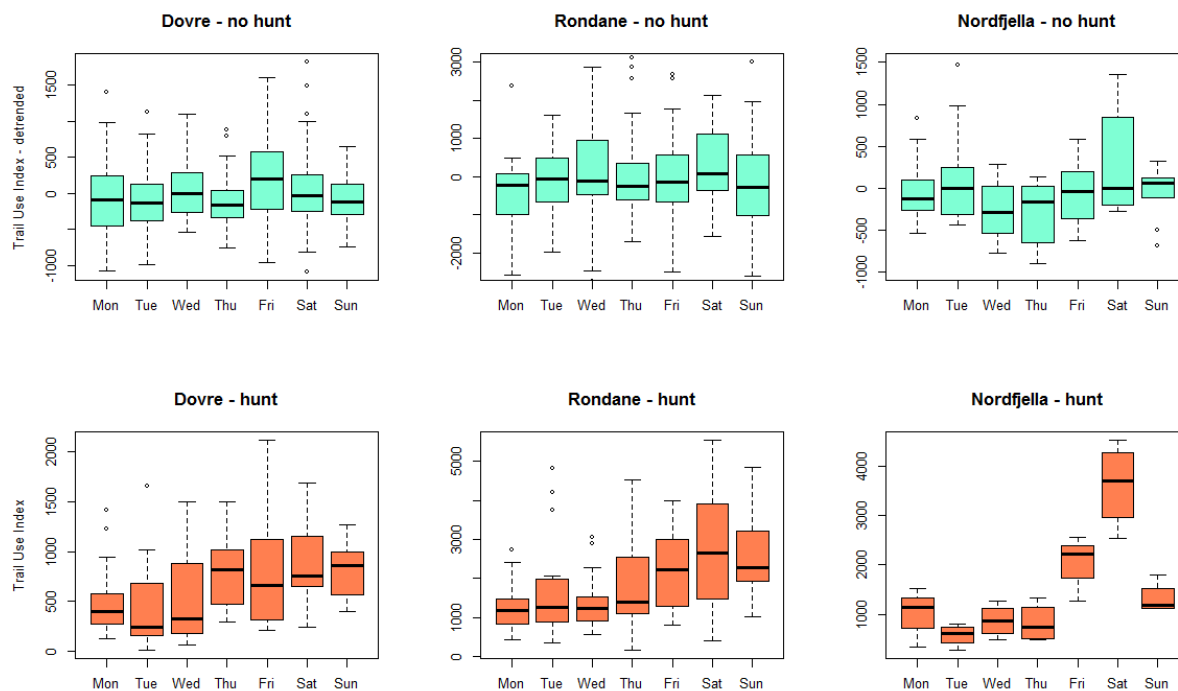 Dovre - no hunt
Rondane - no hunt
Nordfjella - no hunt
Trail Use Index - detrended
1500
500
0
-1000
Mon Tue Wed Thu Fri Sat Sun
3000
1000
0
-2000
Mon Tue Wed Thu Fri Sat Sun
1500
1000
500
0
-500
-1000
Mon Tue Wed Thu Fri Sat Sun
Dovre - hunt
Rondane - hunt
Nordfjella - hunt
Trail Use Index
2000
1500
1000
500
0
Mon Tue Wed Thu Fri Sat Sun
5000
3000
1000
0
Mon Tue Wed Thu Fri Sat Sun
4000
3000
2000
1000
Mon Tue Wed Thu Fri Sat Sun